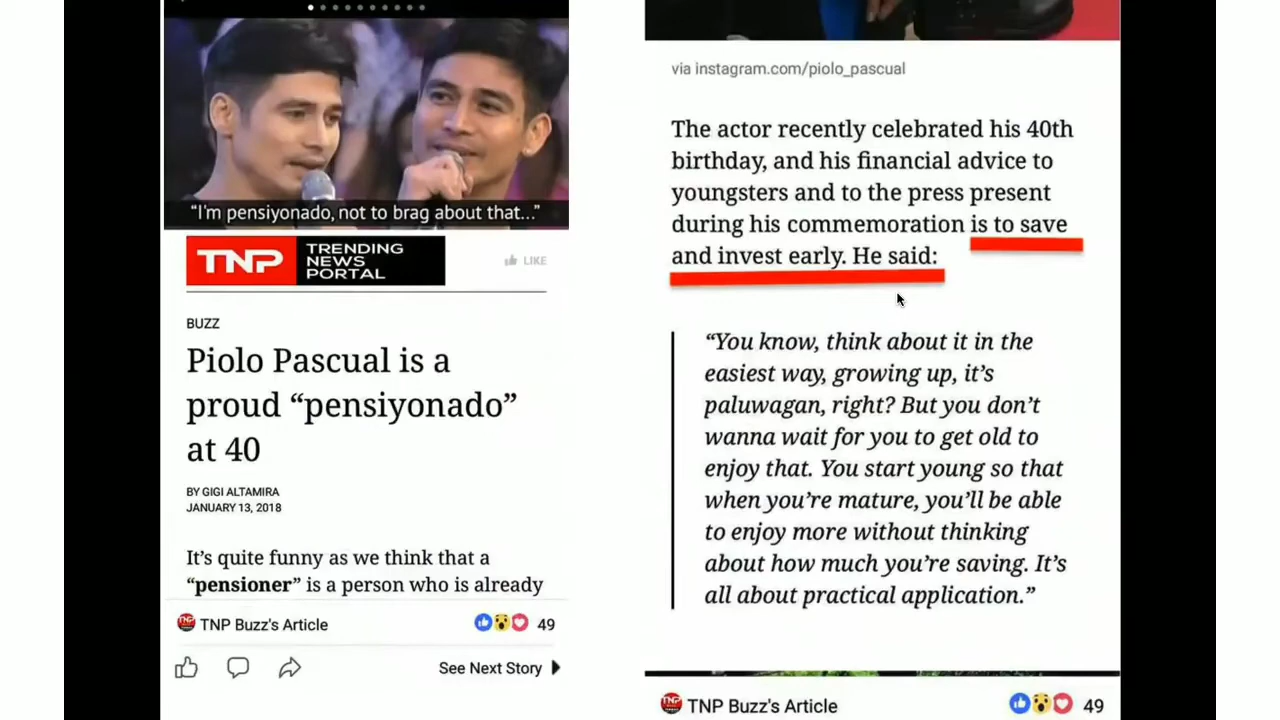 “I'm pensiyonado, not to brag about that...”
TNP
TRENDING
NEWS
PORTAL
LIKE
BUZZ
Piolo Pascual is a
proud “pensiyonado”
at 40
BY GIGI ALTAMIRA
JANUARY 13, 2018
It’s quite funny as we think that a
“pensioner” is a person who is already
TNP Buzz's Article
49
See Next Story
via instagram.com/piolo_pascual
The actor recently celebrated his 40th
birthday, and his financial advice to
youngsters and to the press present
during his commemoration is to save
and invest early. He said:
“You know, think about it in the
easiest way, growing up, it’s
paluwagan, right? But you don’t
wanna wait for you to get old to
enjoy that. You start young so that
when you’re mature, you’ll be able
to enjoy more without thinking
about how much you’re saving. It’s
all about practical application.”
TNP Buzz's Article
49